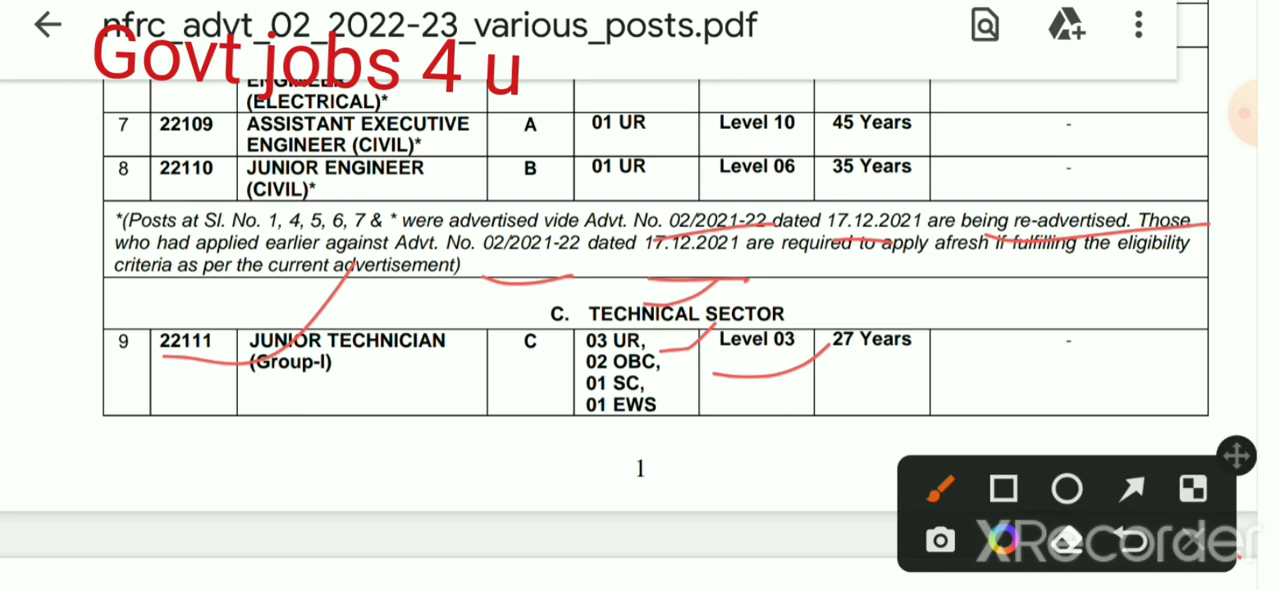 nfrc_advt_02_2022-23_various_posts.pdf
Govt jobs 4 u
ENGINEER
(ELECTRICAL)*
7 22109 ASSISTANT EXECUTIVE ENGINEER (CIVIL)* A 01 UR Level 10 45 Years -
8 22110 JUNIOR ENGINEER (CIVIL)* B 01 UR Level 06 35 Years -
*(Posts at Sl. No. 1, 4, 5, 6, 7 & * were advertised vide Advt. No. 02/2021-22 dated 17.12.2021 are being re-advertised. Those
who had applied earlier against Advt. No. 02/2021-22 dated 17.12.2021 are required to apply afresh if fulfilling the eligibility
criteria as per the current advertisement)
C. TECHNICAL SECTOR
9 22111 JUNIOR TECHNICIAN C 03 UR, Level 03 27 Years -
(Group-I) 02 OBC,
01 SC,
01 EWS
1
XRecorder